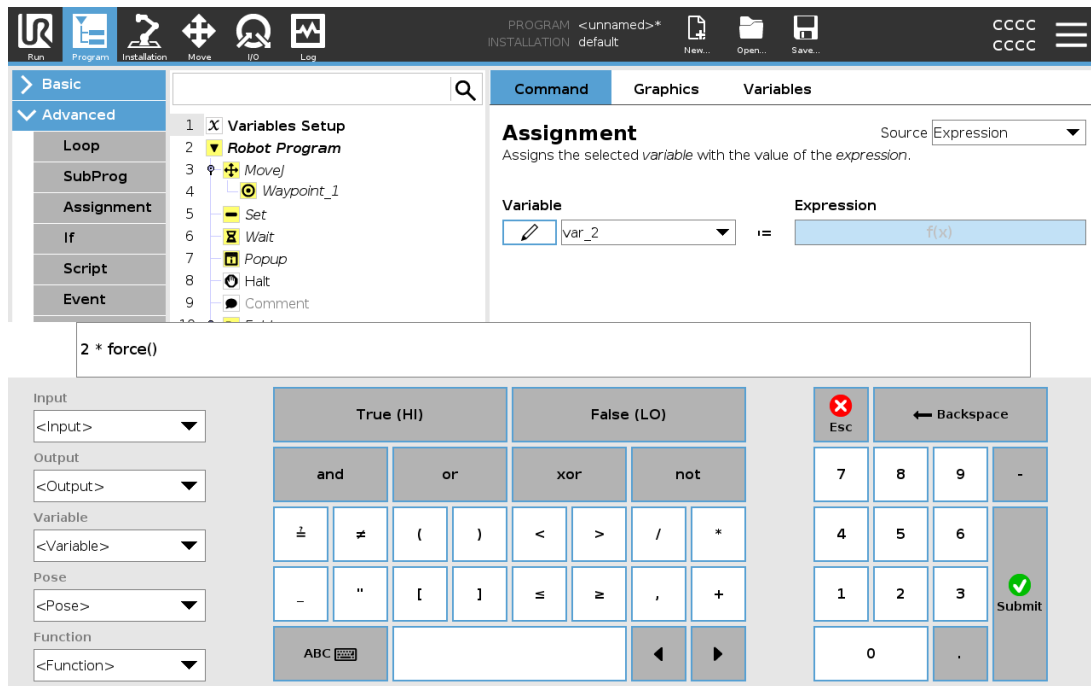 PROGRAM <unnamed>*
INSTALLATION default
CCCC
CCCC
Run Program Installation Move I/O Log New... Open... Save...
Basic
Advanced
Loop
SubProg
Assignment
If
Script
Event
1 X Variables Setup
2 Robot Program
3 MoveJ
4 Waypoint_1
5 Set
6 Wait
7 Popup
8 Halt
9 Comment
Command Graphics Variables
Assignment
Source Expression
Assigns the selected variable with the value of the expression.
Variable Expression
var_2 := f(x)
2 * force()
Input
<Input>
Output
<Output>
Variable
<Variable>
Pose
<Pose>
Function
<Function>
True (HI) False (LO)
and or xor not
≟ ≠ ( ) < > / *
_ " [ ] ≤ ≥ , +
ABC
Esc Backspace
7 8 9 -
4 5 6
1 2 3 Submit
0 .